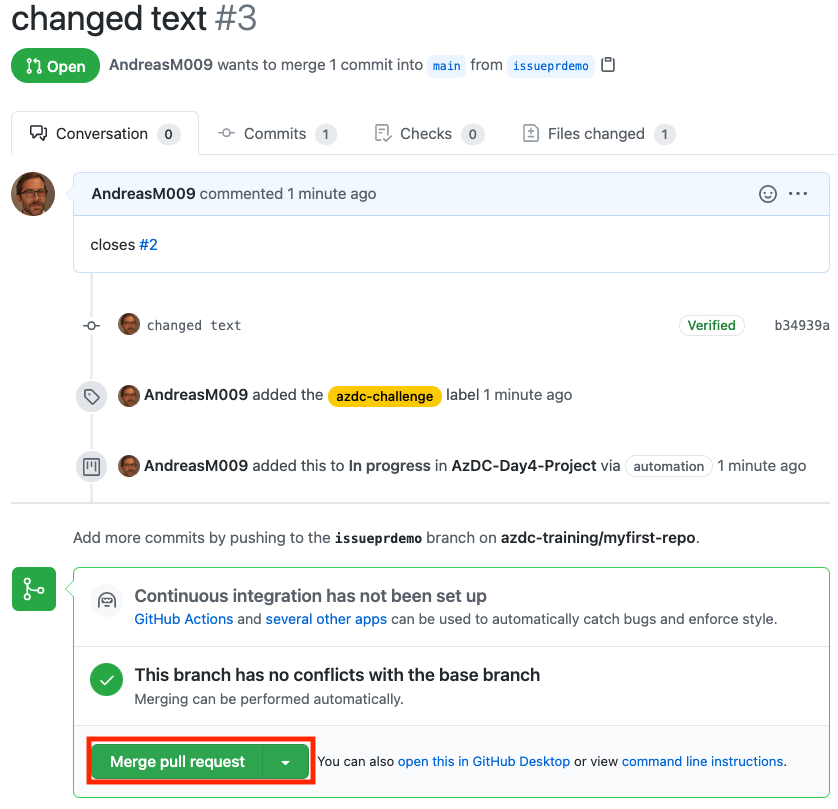 changed text #3
Open AndreasM009 wants to merge 1 commit into main from issueprdemo
Conversation 0 Commits 1 Checks 0 Files changed 1
AndreasM009 commented 1 minute ago
closes #2
changed text Verified b34939a
AndreasM009 added the azdc-challenge label 1 minute ago
AndreasM009 added this to In progress in AzDC-Day4-Project via automation 1 minute ago
Add more commits by pushing to the issueprdemo branch on azdc-training/myfirst-repo.
Continuous integration has not been set up
GitHub Actions and several other apps can be used to automatically catch bugs and enforce style.
This branch has no conflicts with the base branch
Merging can be performed automatically.
Merge pull request You can also open this in GitHub Desktop or view command line instructions.